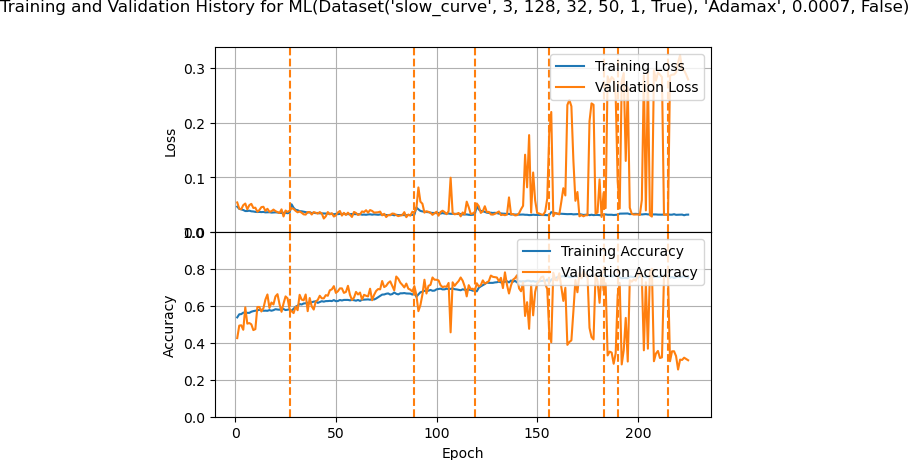 Training and Validation History for ML(Dataset('slow_curve', 3, 128, 32, 50, 1, True), 'Adamax', 0.0007, False)
0.3
0.2
0.1
0.0
Loss
Training Loss
Validation Loss
1.0
0.8
0.6
0.4
0.2
0.0
Accuracy
Training Accuracy
Validation Accuracy
0
50
100
150
200
Epoch